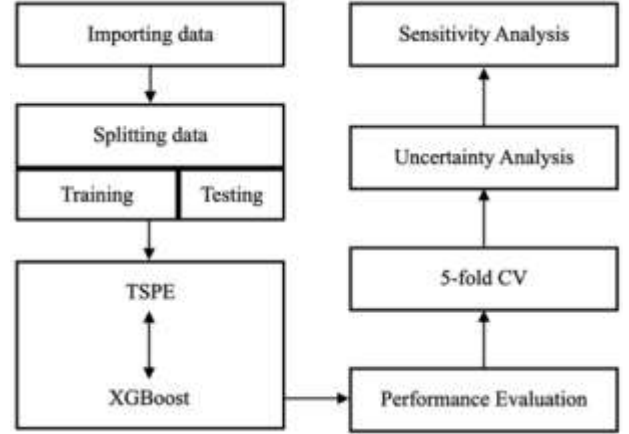 Importing data
Splitting data
Training
Testing
TSPE
XGBoost
Performance Evaluation
5-fold CV
Uncertainty Analysis
Sensitivity Analysis